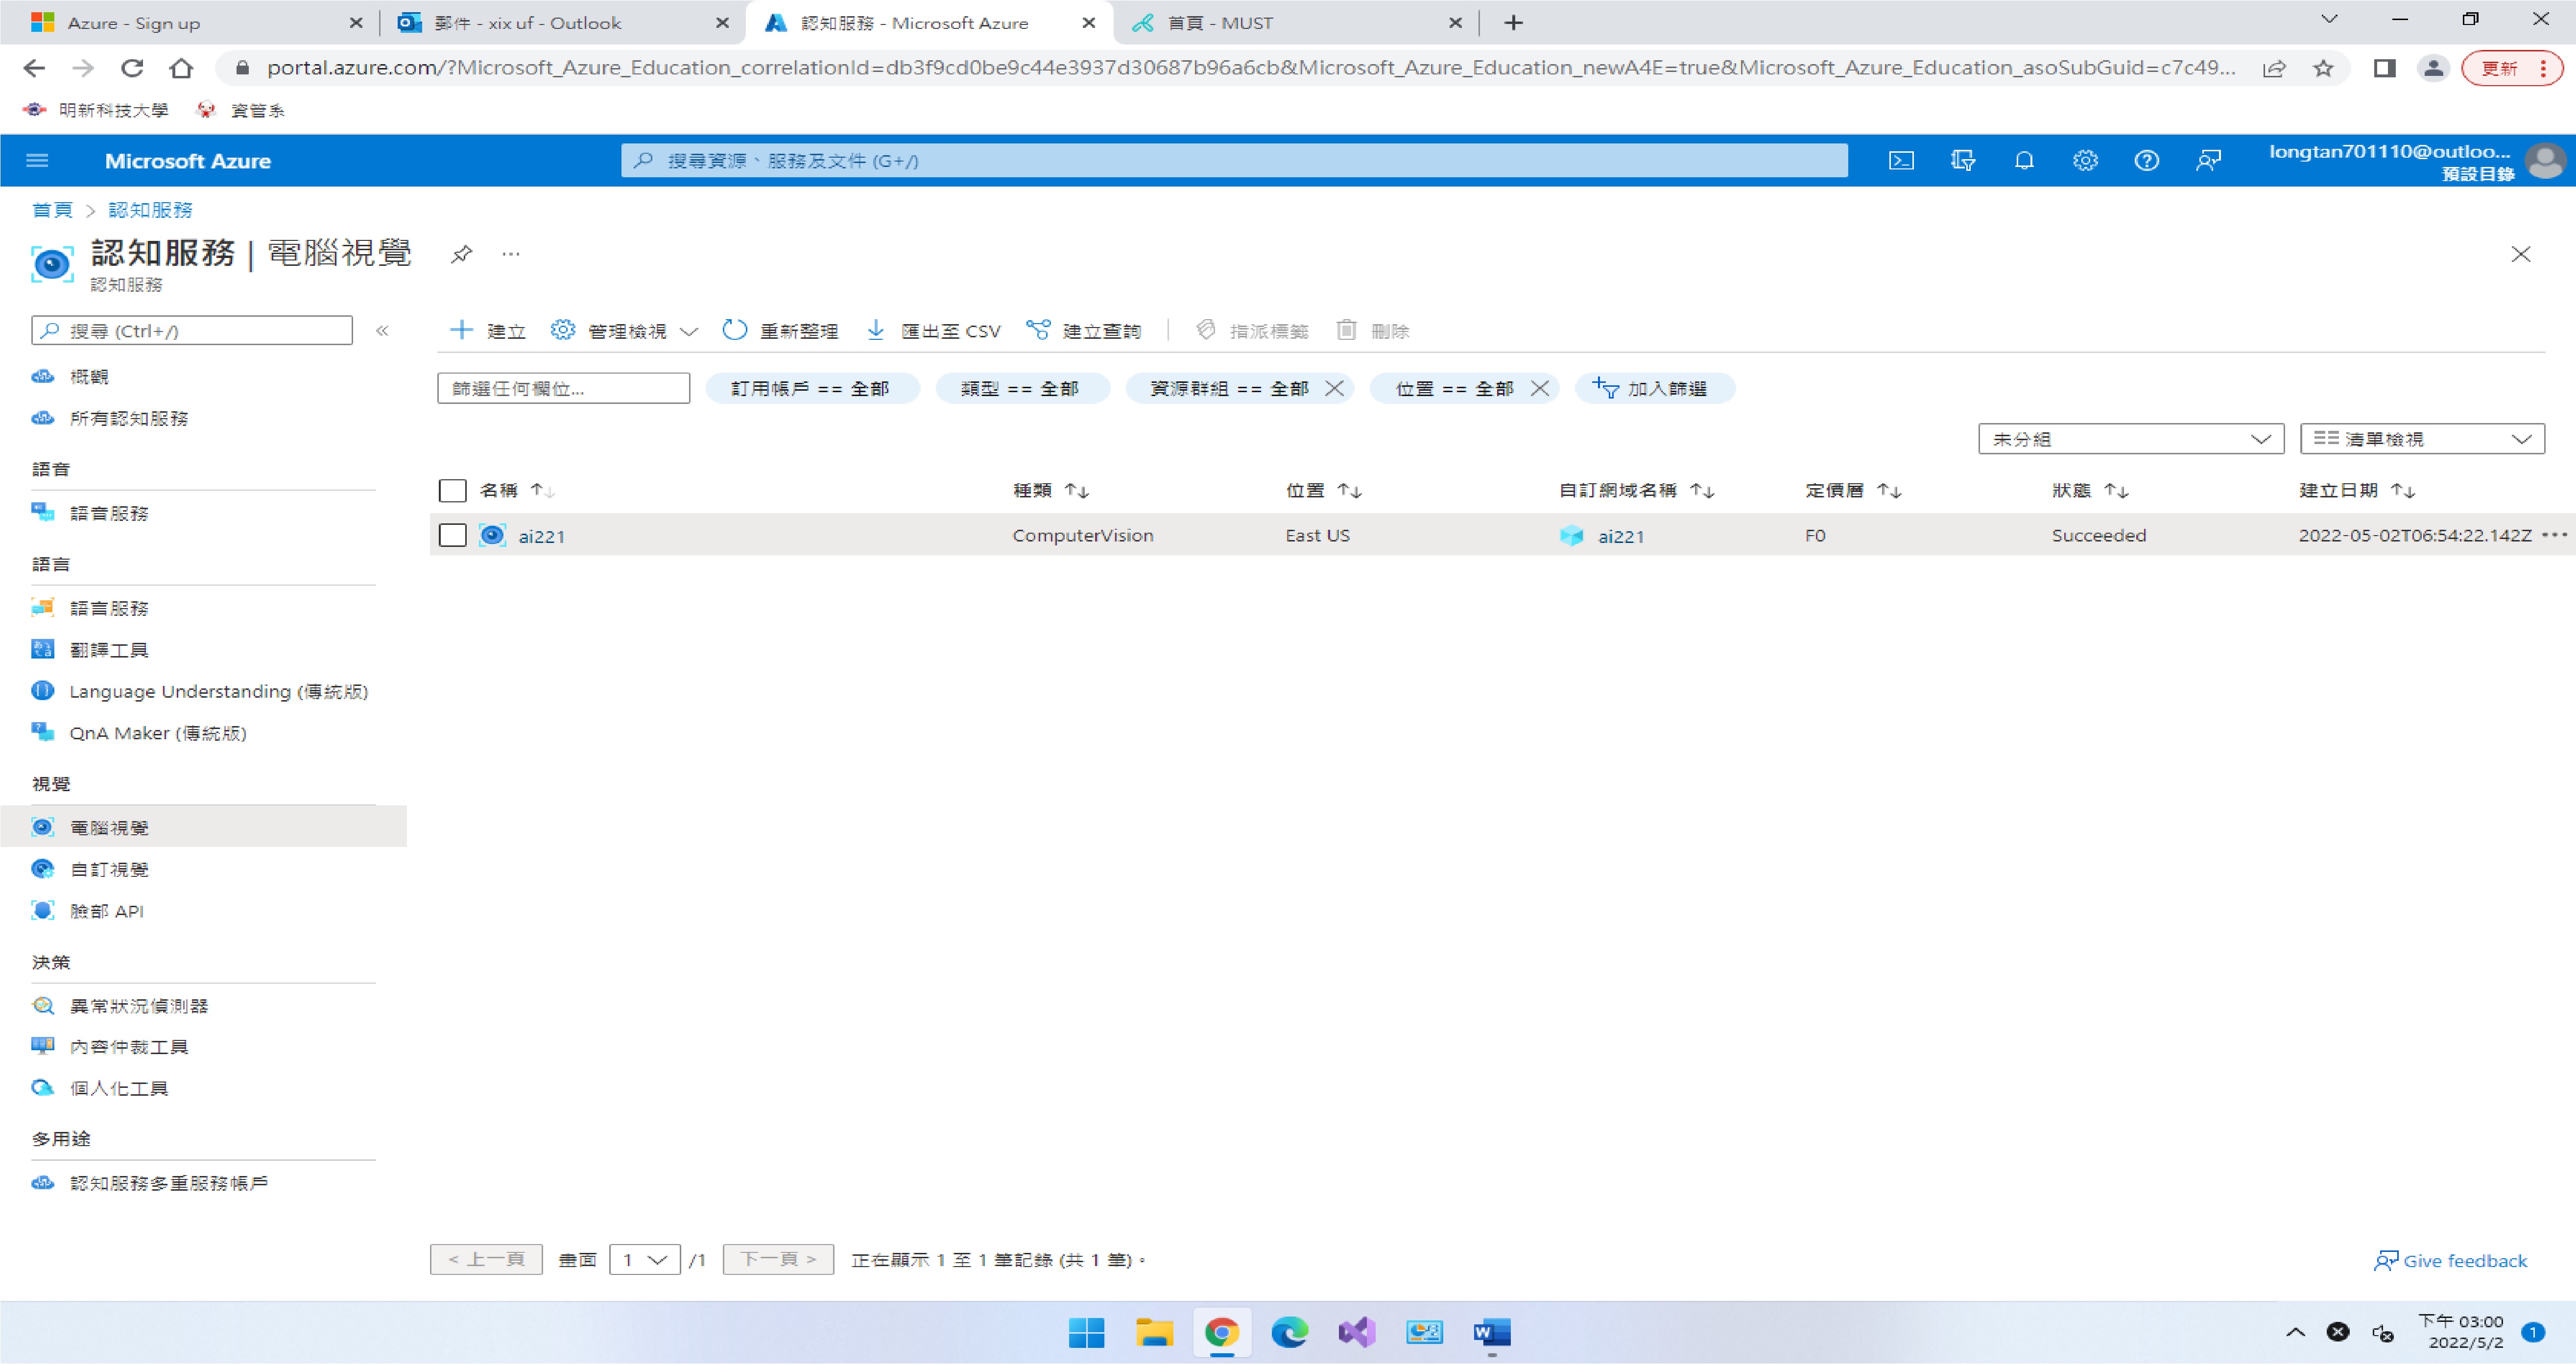 Azure - Sign up
郵件 - xix uf - Outlook
認知服務 - Microsoft Azure
首頁 - MUST
portal.azure.com/?Microsoft_Azure_Education_correlationId=db3f9cd0be9c44e3937d30687b96a6cb&Microsoft_Azure_Education_newA4E=true&Microsoft_Azure_Education_asoSubGuid=c7c49...
更新
明新科技大學
資管系
Microsoft Azure
搜尋資源、服務及文件 (G+/)
longtan701110@outloo...
預設目錄
首頁 > 認知服務
認知服務 | 電腦視覺
認知服務
搜尋 (Ctrl+/)
建立
管理檢視
重新整理
匯出至 CSV
建立查詢
指派標籤
刪除
概觀
所有認知服務
語音
語音服務
語言
語言服務
翻譯工具
Language Understanding (傳統版)
QnA Maker (傳統版)
視覺
電腦視覺
自訂視覺
臉部 API
決策
異常狀況偵測器
內容仲裁工具
個人化工具
多用途
認知服務多重服務帳戶
篩選任何欄位...
訂用帳戶 == 全部
類型 == 全部
資源群組 == 全部
位置 == 全部
加入篩選
未分組
清單檢視
名稱 種類 位置 自訂網域名稱 定價層 狀態 建立日期
ai221 ComputerVision East US ai221 F0 Succeeded 2022-05-02T06:54:22.142Z
< 上一頁 畫面 1 /1 下一頁 > 正在顯示 1 至 1 筆記錄 (共 1 筆)。
Give feedback
下午 03:00
2022/5/2
1